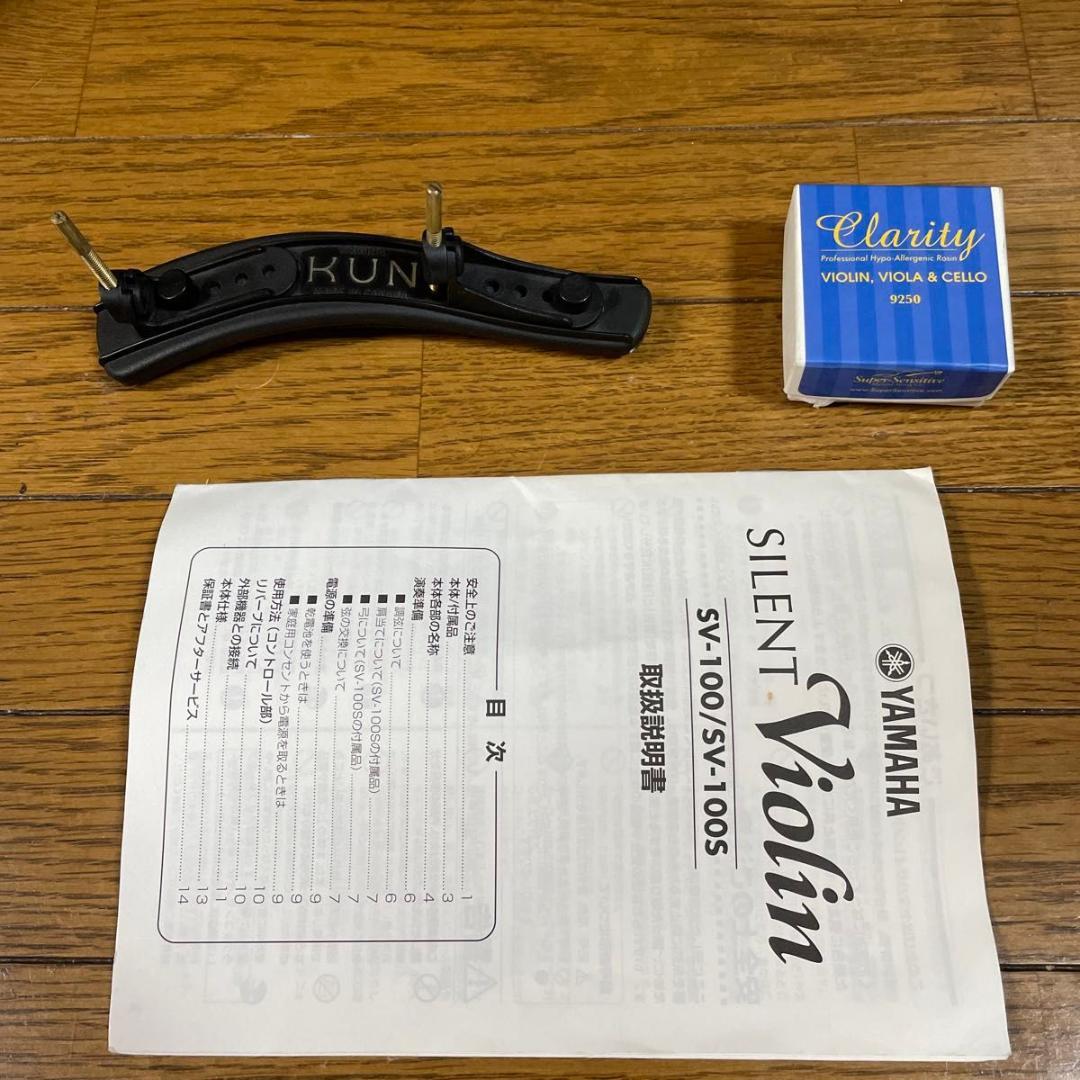 KUN
Clarity
Professional Hypo-Allergenic Rosin
VIOLIN, VIOLA & CELLO
9250
Super-Sensitive
www.SuperSensitive.com
YAMAHA
SILENT Violin
SV-100/SV-100S
取扱説明書
目 次
安全上のご注意 1
本体/付属品 3
本体各部の名称 4
演奏準備 6
■ 調弦について 6
■ 肩当てについて(SV-100Sの付属品) 7
■ 弓について(SV-100Sの付属品) 7
■ 弦の交換について 7
電源の準備 9
■ 乾電池を使うときは 9
■ 家庭用コンセントから電源を取るときは 9
使用方法(コントロール部) 9
リバーブについて 10
外部機器との接続 10
本体仕様 11
保証書とアフターサービス 13
14